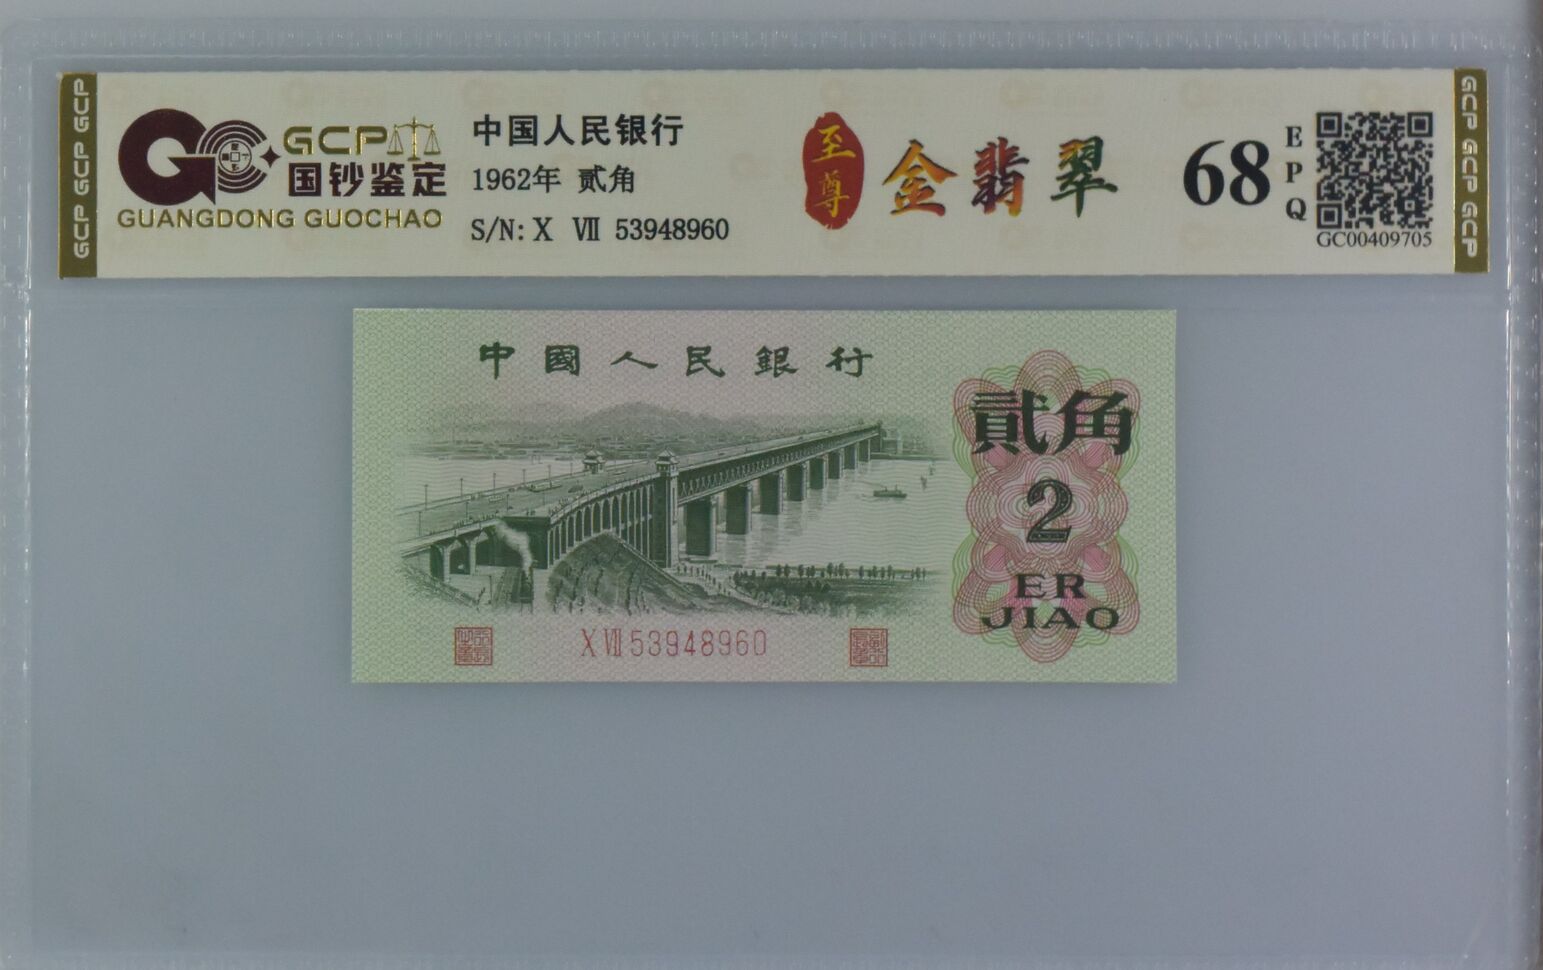 GCP GCP GCP
GCP
国钞鉴定
GUANGDONG GUOCHAO
中国人民银行
1962年 贰角
S/N: X Ⅶ 53948960
至尊
金翡翠
68
EPQ
GC00409705
GCP GCP GCP
中國人民銀行
貳角
2
ER
JIAO
X Ⅶ 53948960